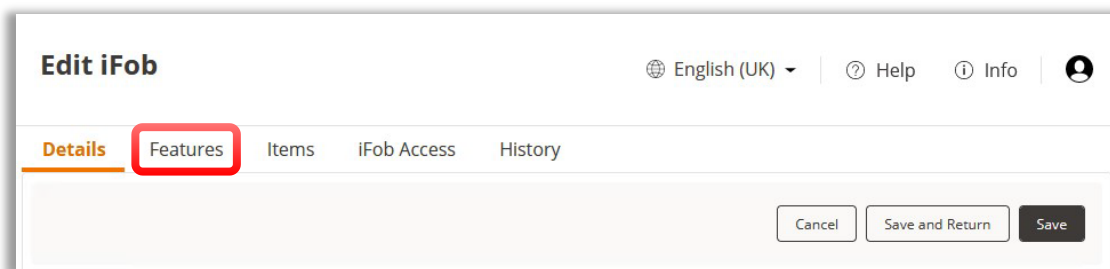 Edit iFob
English (UK) Help Info
Details Features Items iFob Access History
Cancel Save and Return Save